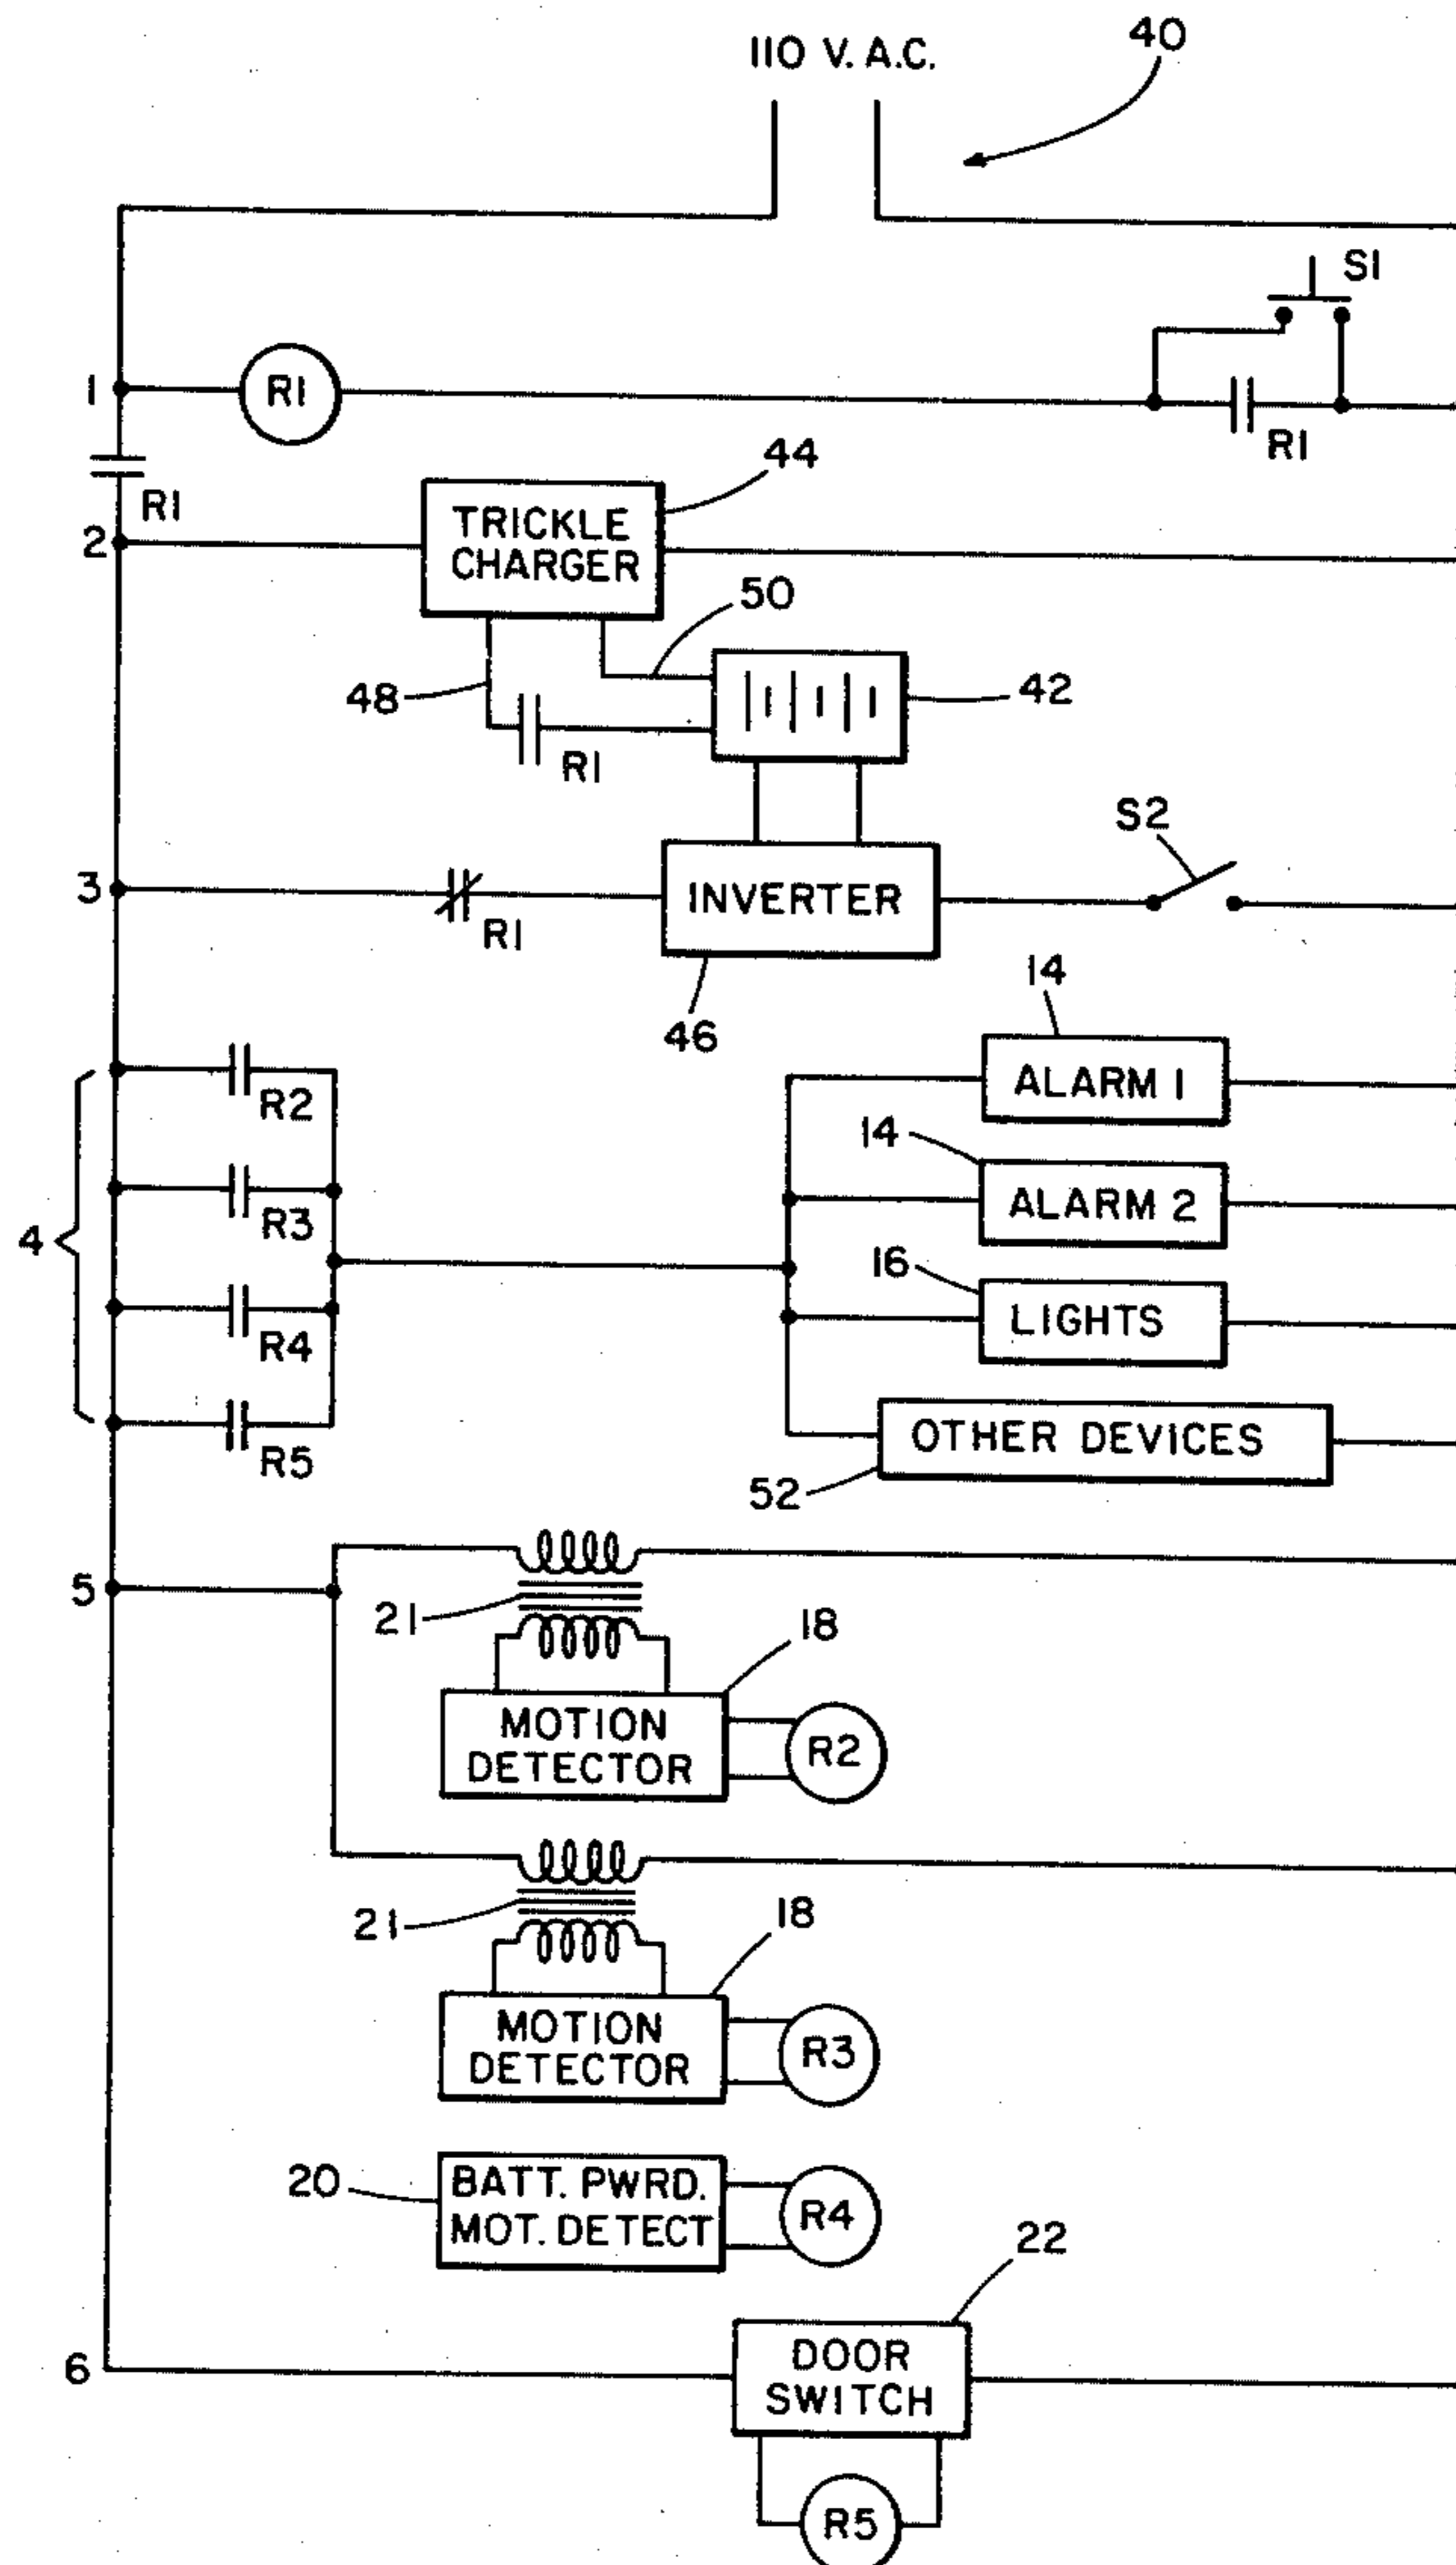 110 V. A.C.
40
S1
1
R1
R1
R1
2
TRICKLE
CHARGER
44
50
48
42
R1
S2
3
R1
INVERTER
46
14
ALARM 1
R2
14
ALARM 2
R3
4
16
LIGHTS
R4
OTHER DEVICES
R5
52
5
21
18
MOTION
DETECTOR
R2
21
18
MOTION
DETECTOR
R3
20
BATT. PWRD.
MOT. DETECT
R4
22
6
DOOR
SWITCH
R5